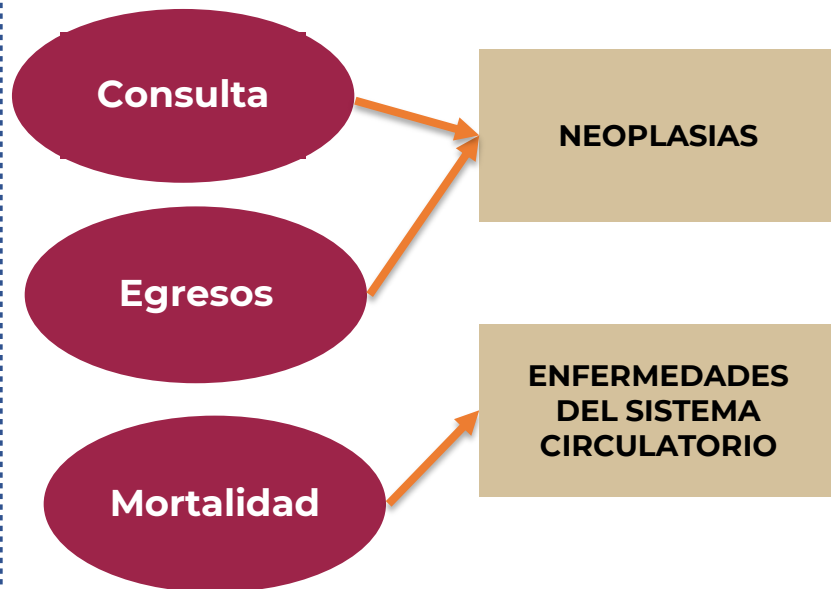 Consulta
NEOPLASIAS
Egresos
ENFERMEDADES
DEL SISTEMA
CIRCULATORIO
Mortalidad